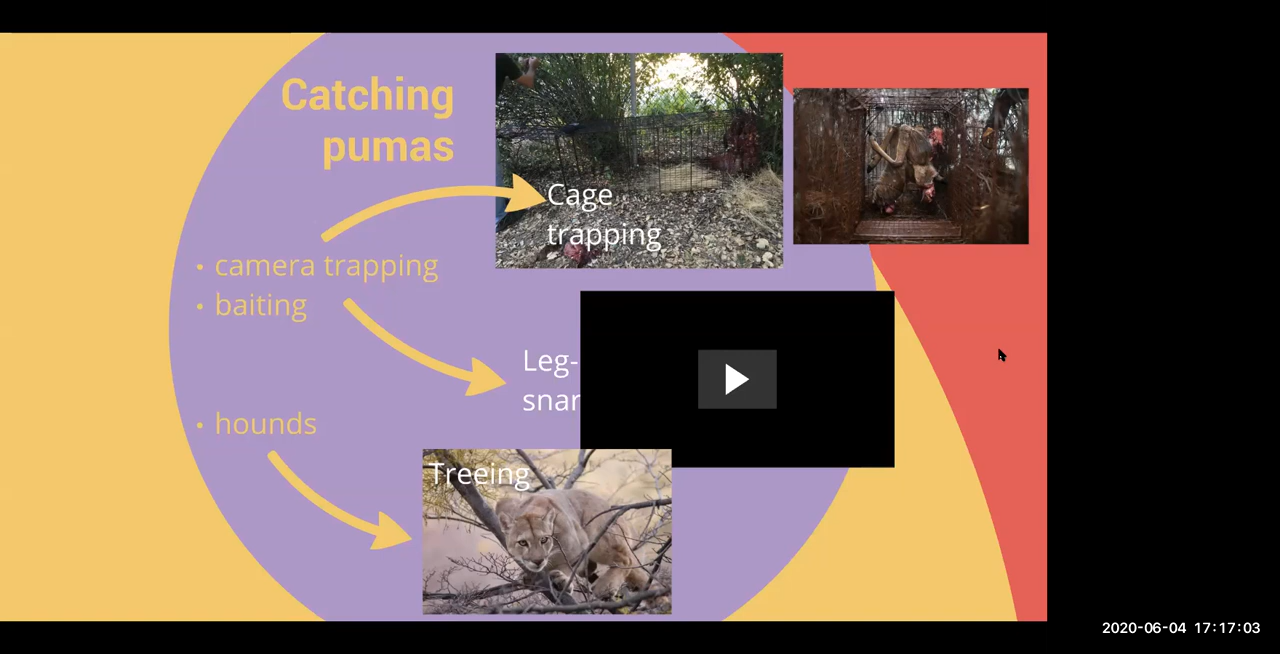 Catching
pumas
Cage
trapping
• camera trapping
• baiting
Leg-
• hounds
Treeing
2020-06-04 17:17:03